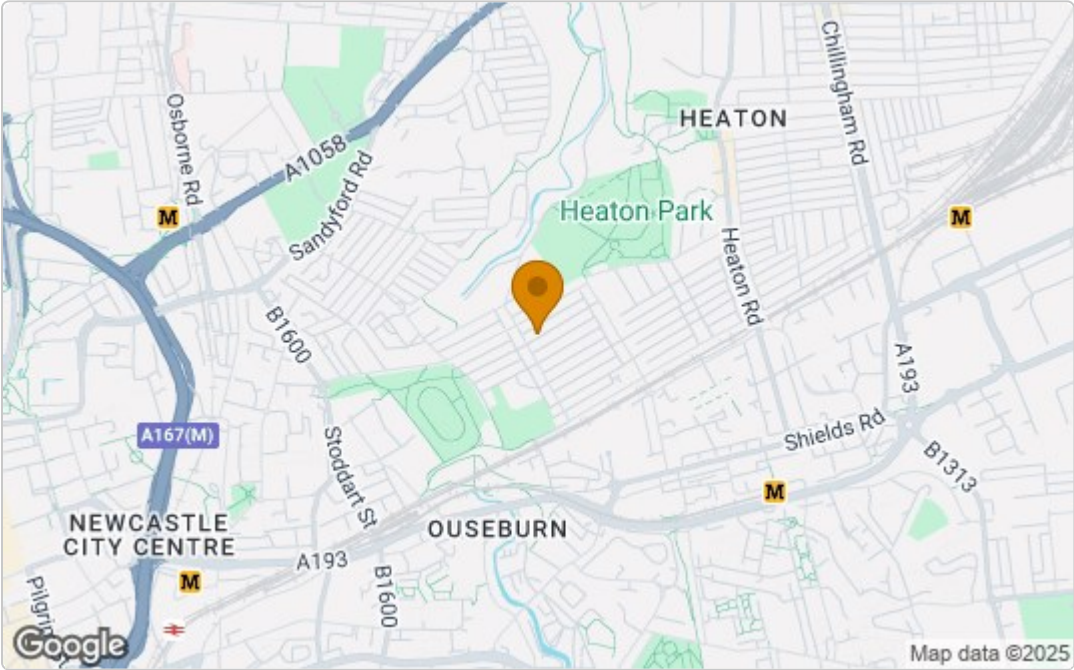 Osborne Rd
A1058
Sandyford Rd
HEATON
Chillingham Rd
M
Heaton Park
M
Heaton Rd
B1600
A193
A167(M)
Stoddart St
Shields Rd
B1313
M
NEWCASTLE
CITY CENTRE
OUSEBURN
A193
M
B1600
Google
Map data ©2025